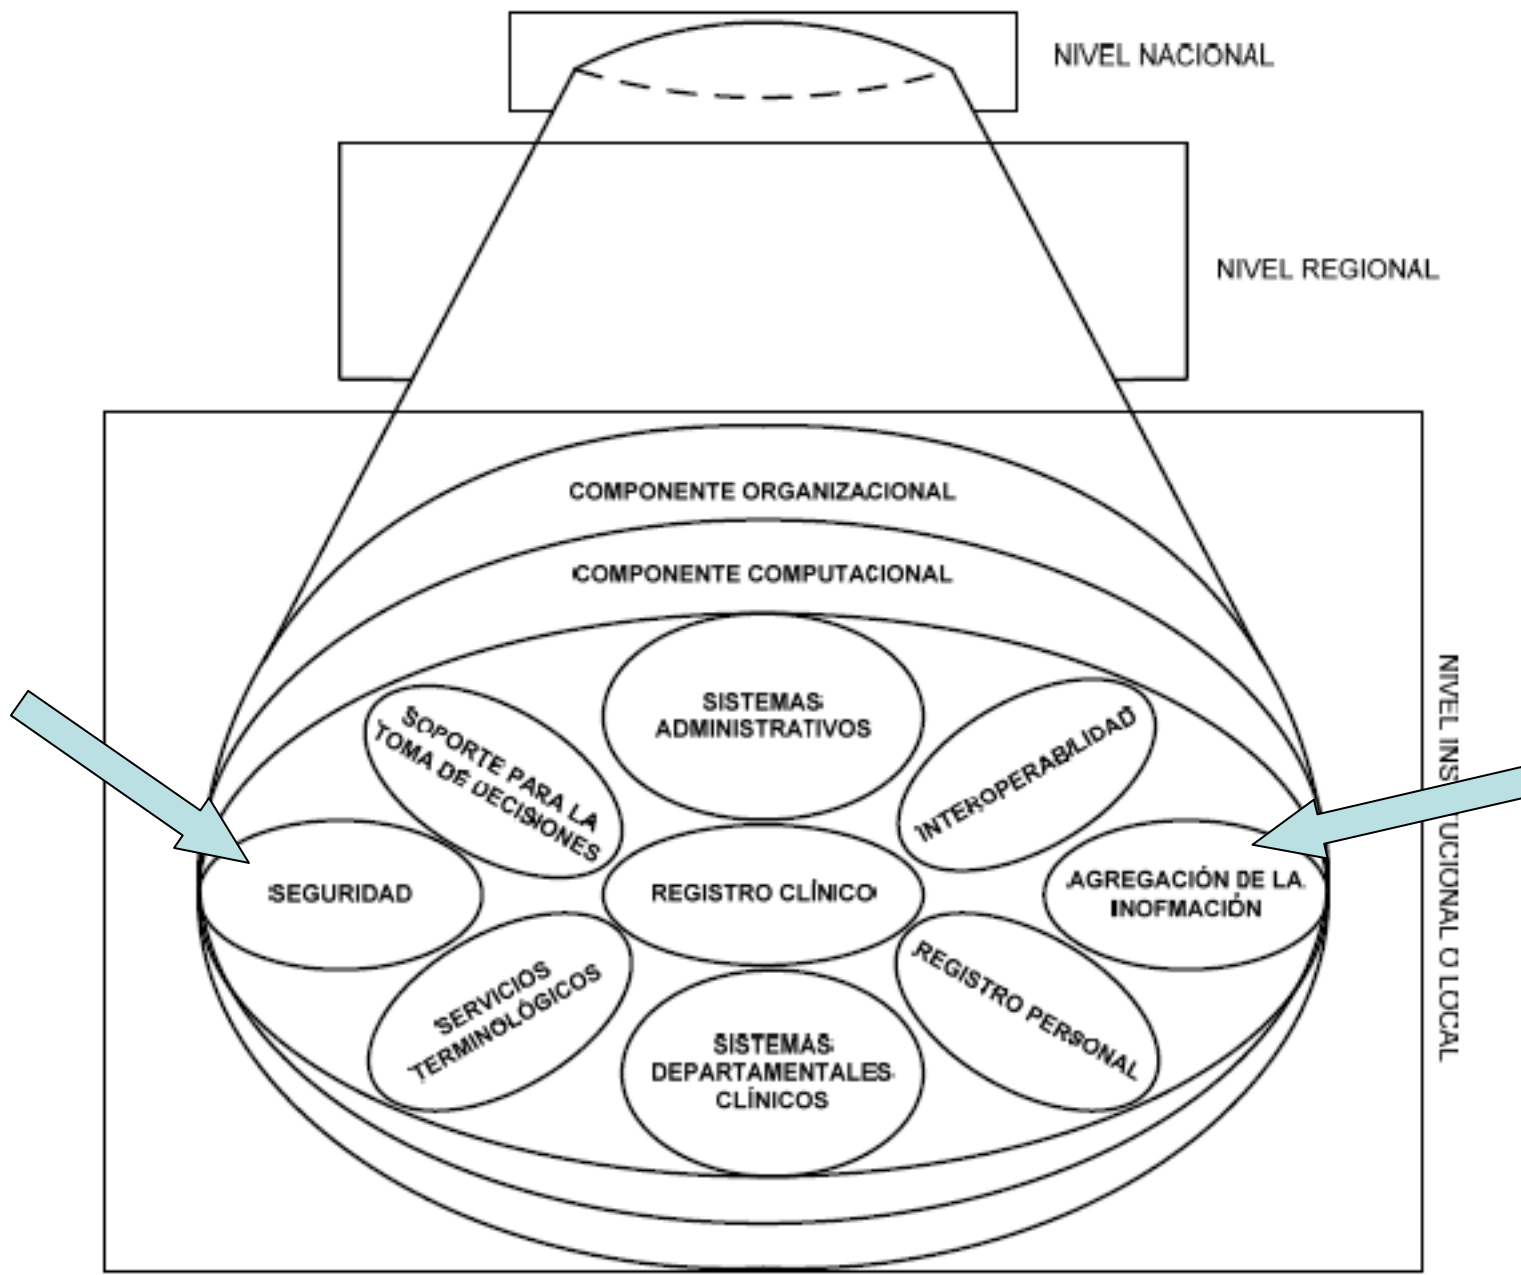 NIVEL NACIONAL
NIVEL REGIONAL
COMPONENTE ORGANIZACIONAL
COMPONENTE COMPUTACIONAL
SISTEMAS
ADMINISTRATIVOS
SOPORTE PARA LA
TOMA DE DECISIONES
INTEROPERABILIDAD
SEGURIDAD
REGISTRO CLÍNICO
AGREGACIÓN DE LA
INOFMACIÓN
SERVICIOS
TERMINOLÓGICOS
SISTEMAS
DEPARTAMENTALES
CLÍNICOS
REGISTRO PERSONAL
NIVEL INSTITUCIONAL O LOCAL